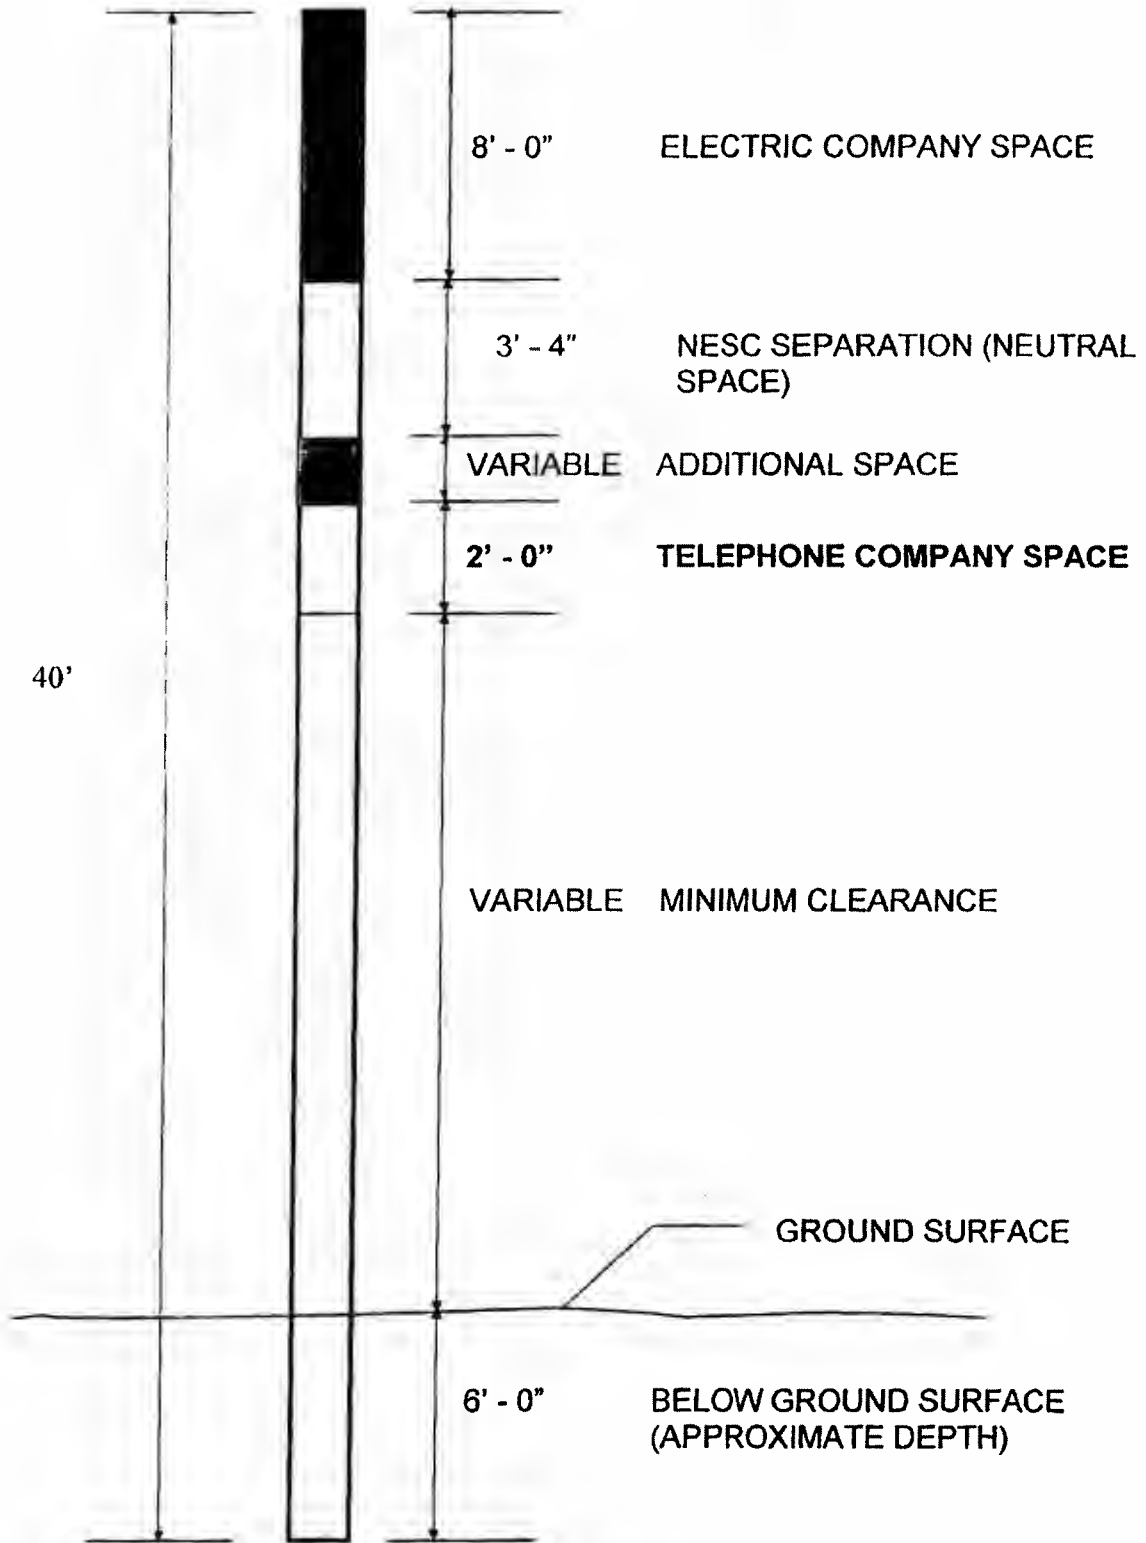 8' - 0" ELECTRIC COMPANY SPACE
3' - 4" NESC SEPARATION (NEUTRAL
SPACE)
VARIABLE ADDITIONAL SPACE
2' - 0" TELEPHONE COMPANY SPACE
40'
VARIABLE MINIMUM CLEARANCE
GROUND SURFACE
6' - 0" BELOW GROUND SURFACE
(APPROXIMATE DEPTH)